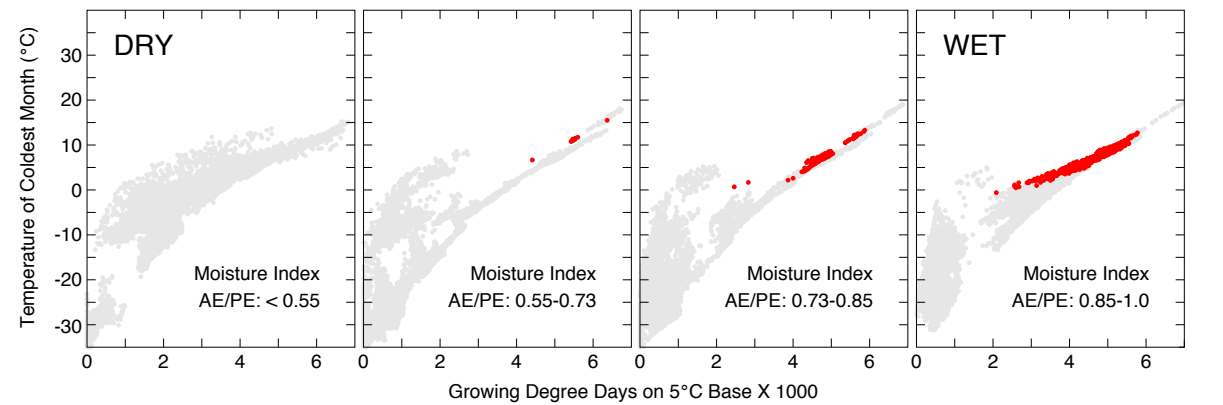 Temperature of Coldest Month (°C)
30
20
10
0
-10
-20
-30
DRY
WET
Moisture Index
AE/PE: < 0.55
Moisture Index
AE/PE: 0.55-0.73
Moisture Index
AE/PE: 0.73-0.85
Moisture Index
AE/PE: 0.85-1.0
0 2 4 6 0 2 4 6 0 2 4 6 0 2 4 6
Growing Degree Days on 5°C Base X 1000